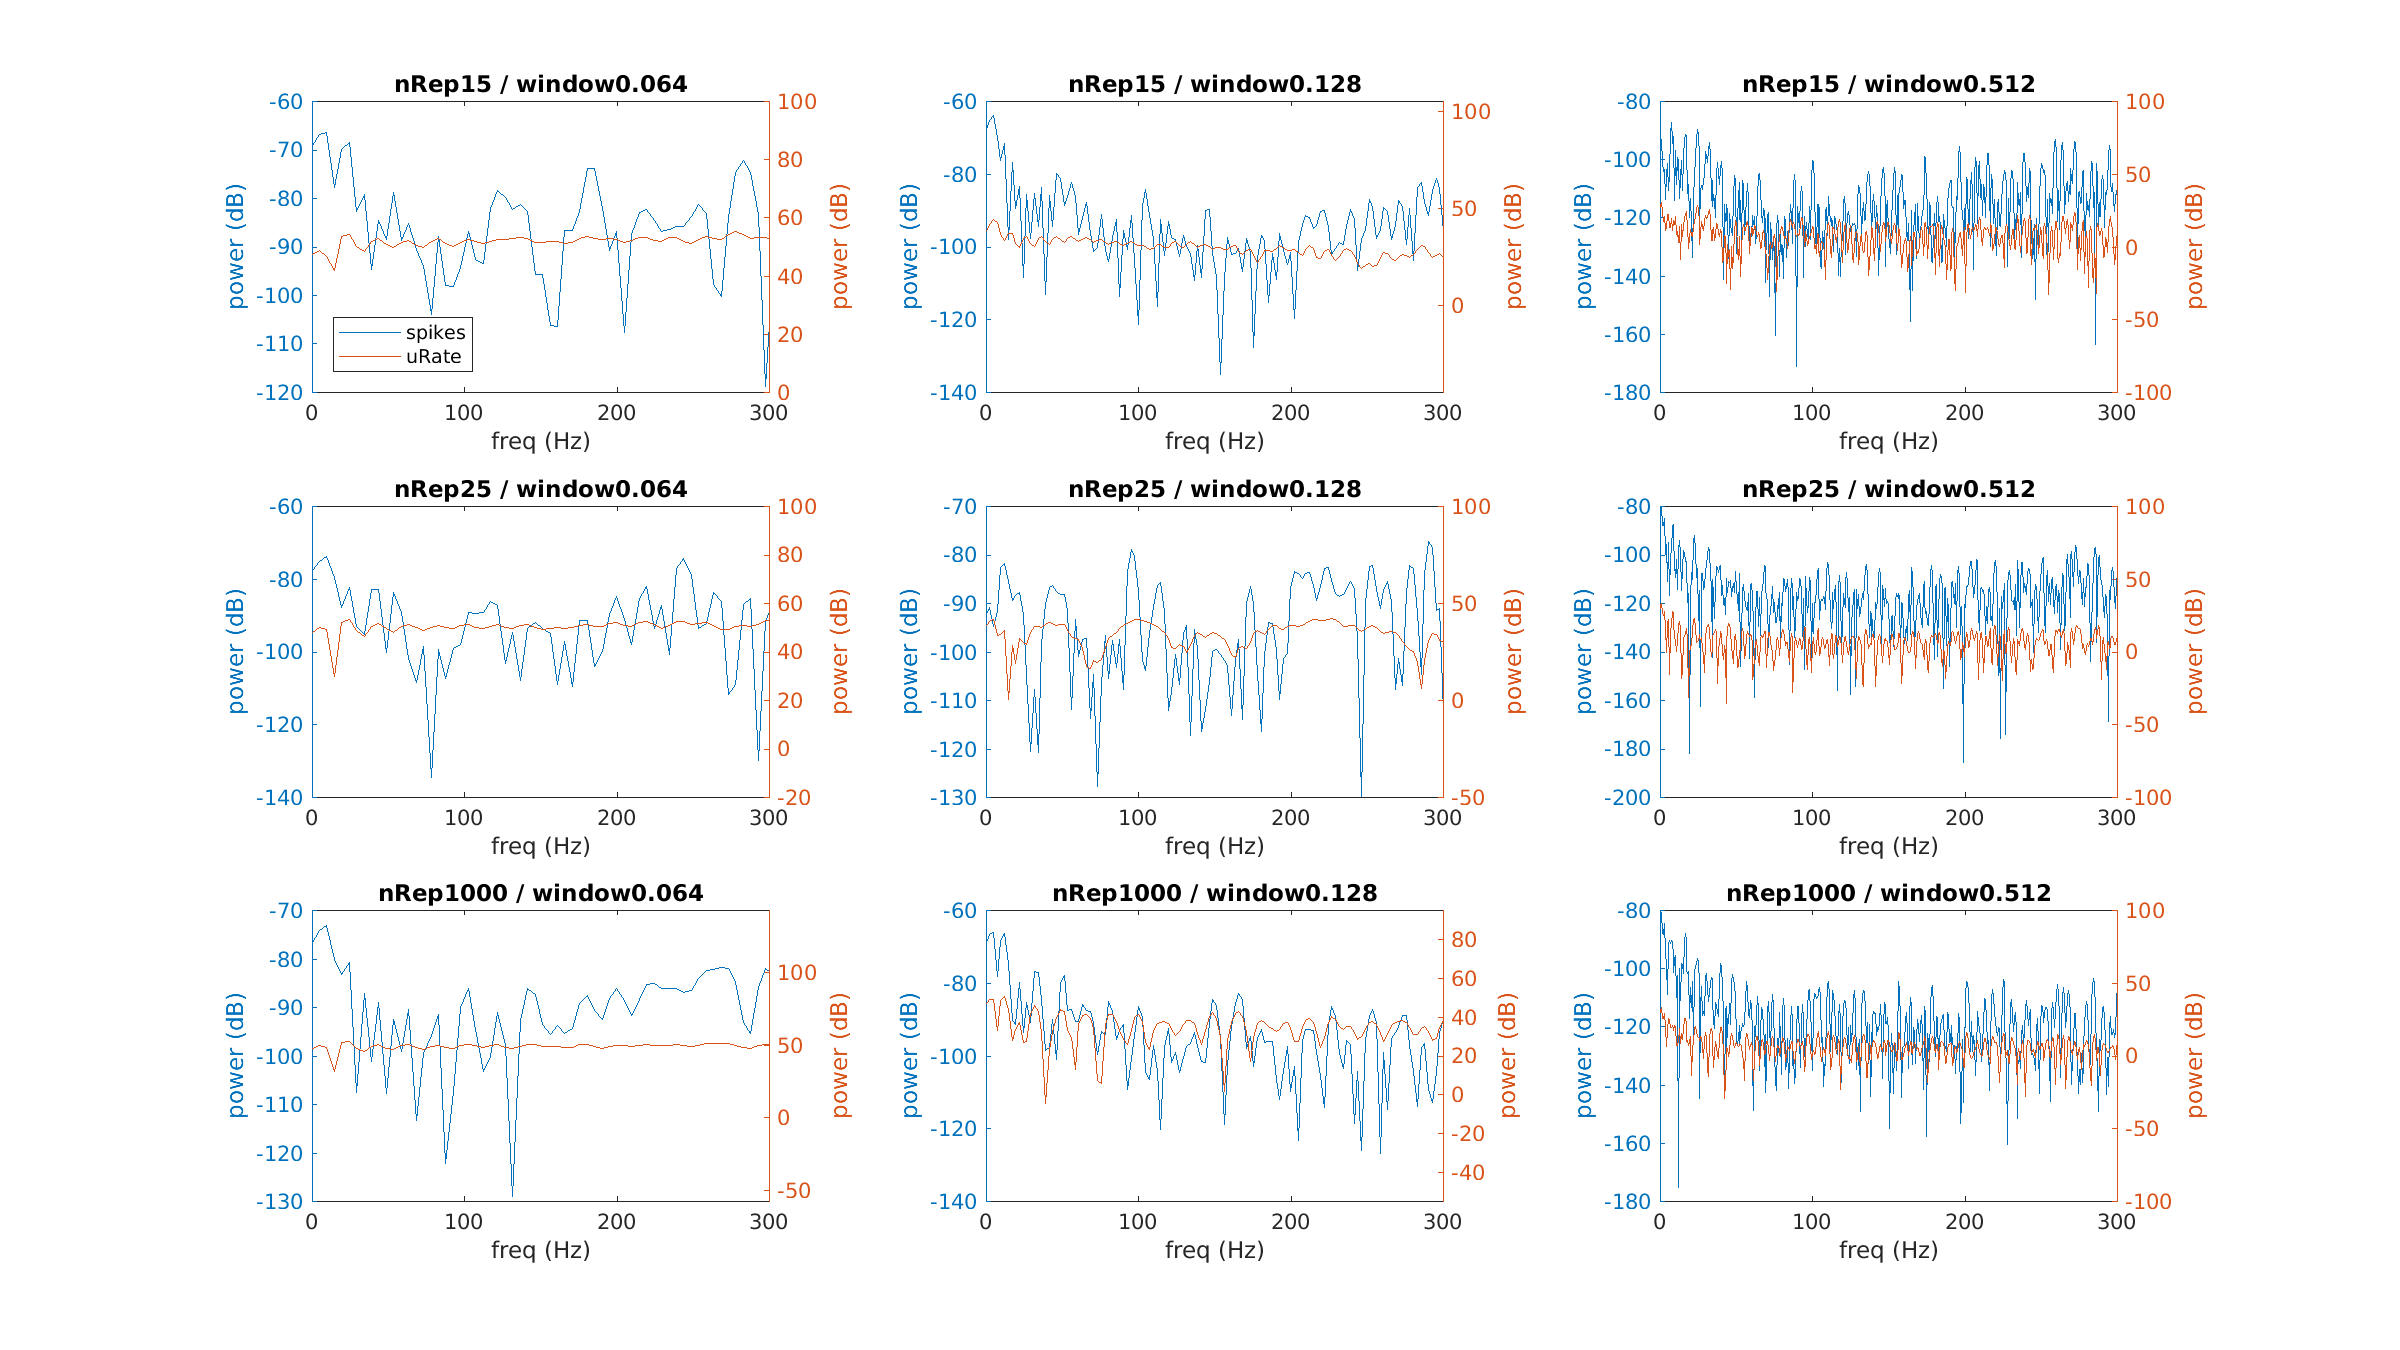 nRep15 / window0.064
-60
-70
-80
-90
-100
-110
-120
power (dB)
100
80
60
40
20
0
power (dB)
spikes
uRate
0 100 200 300
freq (Hz)
nRep15 / window0.128
-60
-80
-100
-120
-140
power (dB)
100
50
0
power (dB)
0 100 200 300
freq (Hz)
nRep15 / window0.512
-80
-100
-120
-140
-160
-180
power (dB)
100
50
0
-50
-100
power (dB)
0 100 200 300
freq (Hz)
nRep25 / window0.064
-60
-80
-100
-120
-140
power (dB)
100
80
60
40
20
0
-20
power (dB)
0 100 200 300
freq (Hz)
nRep25 / window0.128
-70
-80
-90
-100
-110
-120
-130
power (dB)
100
50
0
-50
power (dB)
0 100 200 300
freq (Hz)
nRep25 / window0.512
-80
-100
-120
-140
-160
-180
-200
power (dB)
100
50
0
-50
-100
power (dB)
0 100 200 300
freq (Hz)
nRep1000 / window0.064
-70
-80
-90
-100
-110
-120
-130
power (dB)
100
50
0
-50
power (dB)
0 100 200 300
freq (Hz)
nRep1000 / window0.128
-60
-80
-100
-120
-140
power (dB)
80
60
40
20
0
-20
-40
power (dB)
0 100 200 300
freq (Hz)
nRep1000 / window0.512
-80
-100
-120
-140
-160
-180
power (dB)
100
50
0
-50
-100
power (dB)
0 100 200 300
freq (Hz)